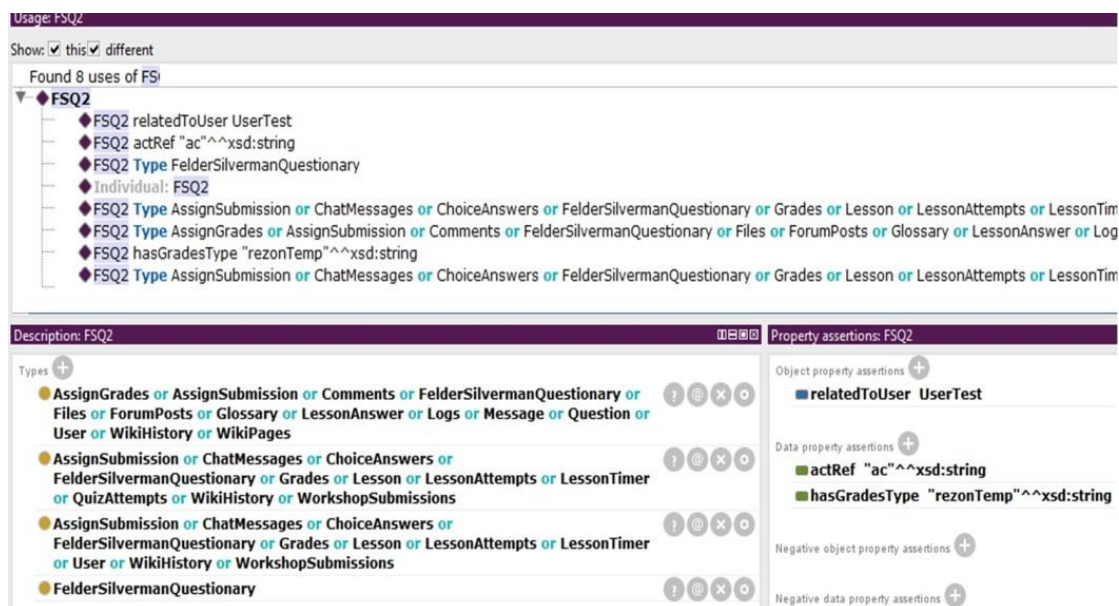 Usage: FSQ2
Show: this different
Found 8 uses of FS
FSQ2
FSQ2 relatedToUser UserTest
FSQ2 actRef "ac"^^xsd:string
FSQ2 Type FelderSilvermanQuestionary
Individual: FSQ2
FSQ2 Type AssignSubmission or ChatMessages or ChoiceAnswers or FelderSilvermanQuestionary or Grades or Lesson or LessonAttempts or LessonTim
FSQ2 Type AssignGrades or AssignSubmission or Comments or FelderSilvermanQuestionary or Files or ForumPosts or Glossary or LessonAnswer or Log
FSQ2 hasGradesType "rezonTemp"^^xsd:string
FSQ2 Type AssignSubmission or ChatMessages or ChoiceAnswers or FelderSilvermanQuestionary or Grades or Lesson or LessonAttempts or LessonTim
Description: FSQ2
Types
AssignGrades or AssignSubmission or Comments or FelderSilvermanQuestionary or
Files or ForumPosts or Glossary or LessonAnswer or Logs or Message or Question or
User or WikiHistory or WikiPages
AssignSubmission or ChatMessages or ChoiceAnswers or
FelderSilvermanQuestionary or Grades or Lesson or LessonAttempts or LessonTimer
or QuizAttempts or WikiHistory or WorkshopSubmissions
AssignSubmission or ChatMessages or ChoiceAnswers or
FelderSilvermanQuestionary or Grades or Lesson or LessonAttempts or LessonTimer
or User or WikiHistory or WorkshopSubmissions
FelderSilvermanQuestionary
Property assertions: FSQ2
Object property assertions
relatedToUser UserTest
Data property assertions
actRef "ac"^^xsd:string
hasGradesType "rezonTemp"^^xsd:string
Negative object property assertions
Negative data property assertions